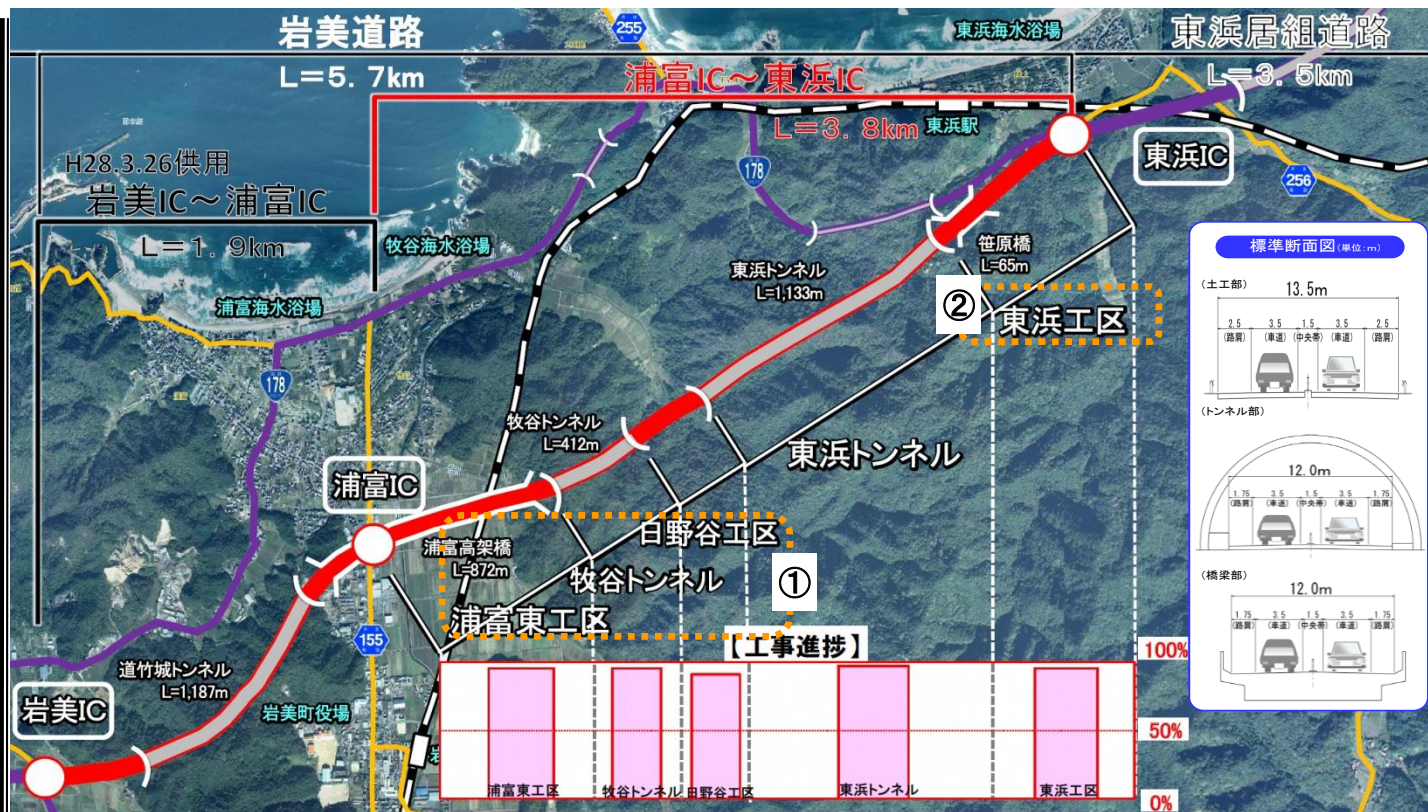 岩美道路
L=5.7km
255
東浜海水浴場
東浜居組道路
L=3.5km
浦富IC~東浜IC
L=3.8km
東浜駅
H28.3.26供用
岩美IC~浦富IC
L=1.9km
牧谷海水浴場
浦富海水浴場
178
178
東浜IC
256
笹原橋
L=65m
東浜トンネル
L=1,133m
②
東浜工区
牧谷トンネル
L=412m
東浜トンネル
浦富IC
日野谷工区
浦富高架橋
L=872m
牧谷トンネル
①
浦富東工区
155
道竹城トンネル
L=1,187m
岩美IC
岩美町役場
岩
【工事進捗】
100%
50%
0%
浦富東工区
牧谷トンネル
日野谷工区
東浜トンネル
東浜工区
標準断面図(単位:m)
(土工部)
13.5m
2.5 3.5 1.5 3.5 2.5
(路肩) (車道) (中央帯) (車道) (路肩)
(トンネル部)
12.0m
1.75 3.5 1.5 3.5 1.75
(路肩) (車道) (中央帯) (車道) (路肩)
(橋梁部)
12.0m
1.75 3.5 1.5 3.5 1.75
(路肩) (車道) (中央帯) (車道) (路肩)